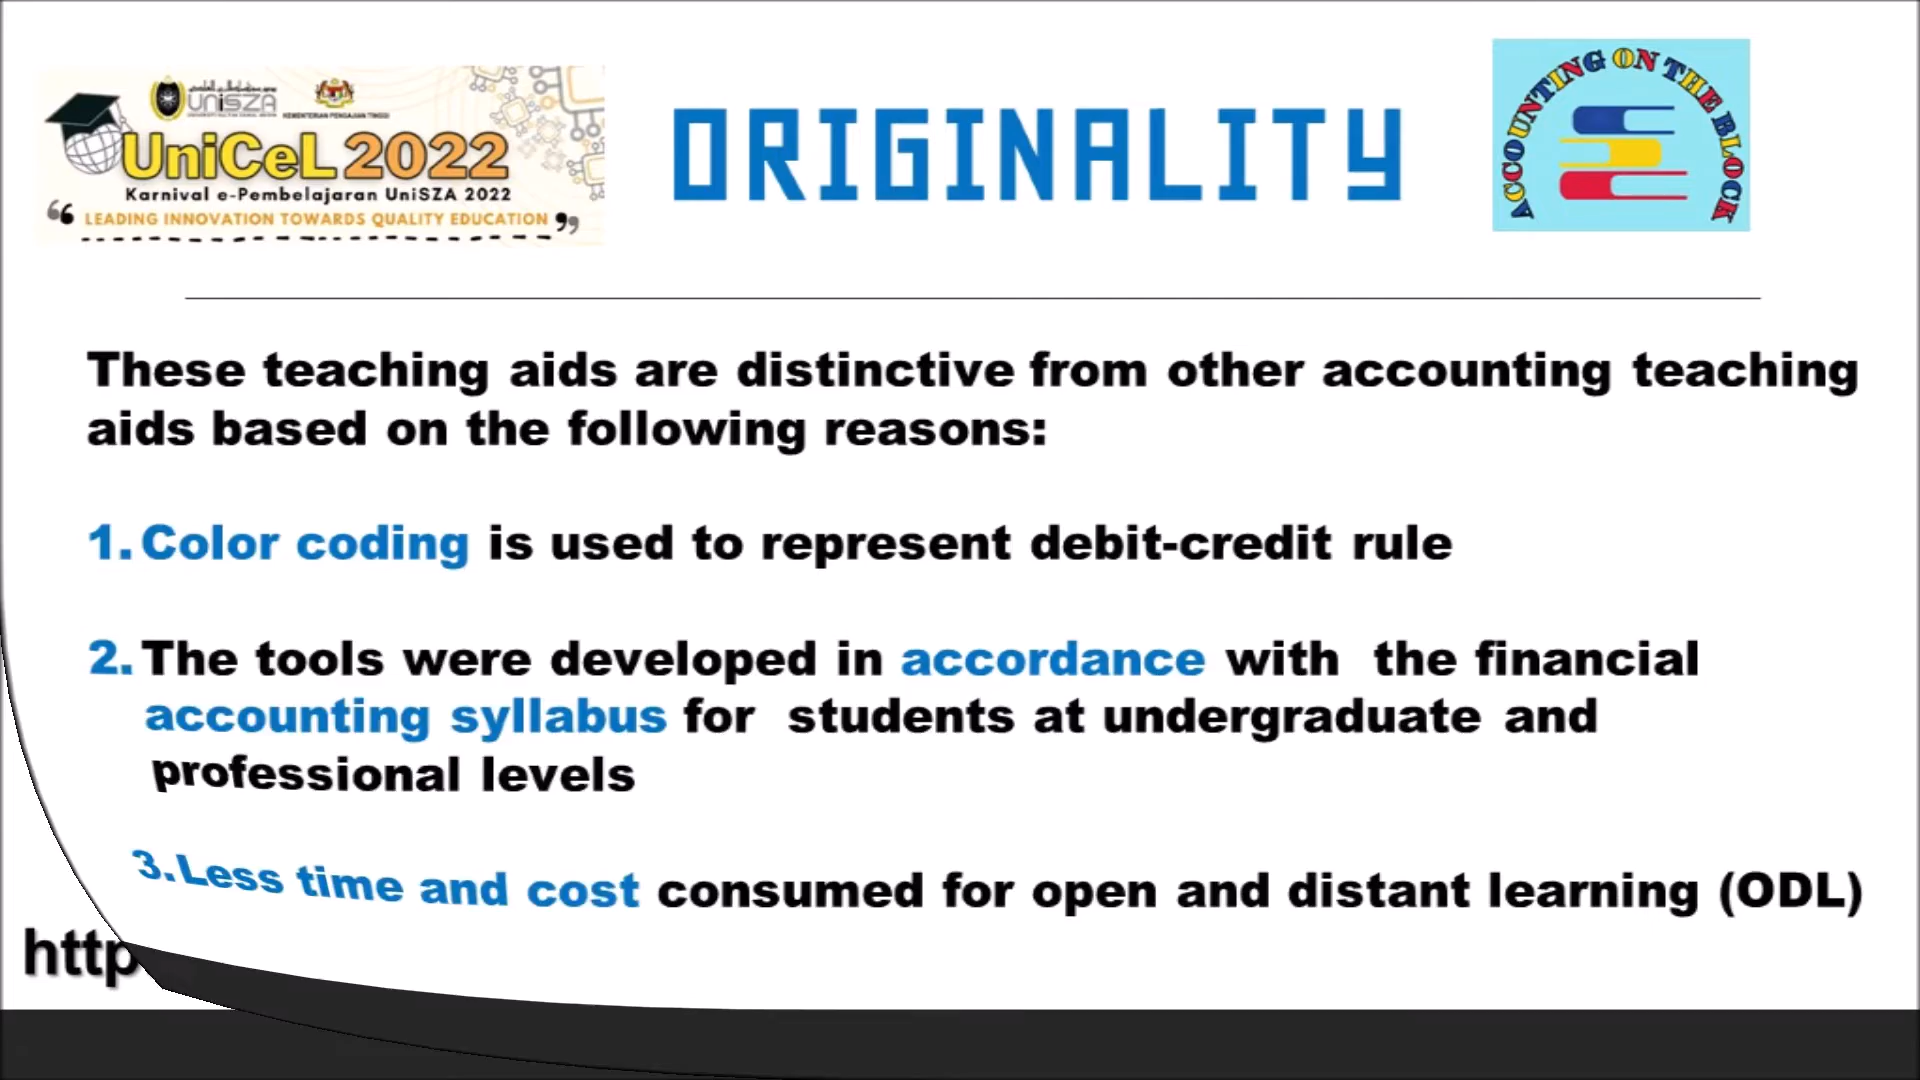 UniSZA
KEMENTERIAN PENGAJIAN TINGGI
UniCeL 2022
Karnival e-Pembelajaran UniSZA 2022
“ LEADING INNOVATION TOWARDS QUALITY EDUCATION ”
ORIGINALITY
ACCOUNTING ON THE BLOCK
These teaching aids are distinctive from other accounting teaching
aids based on the following reasons:
1. Color coding is used to represent debit-credit rule
2. The tools were developed in accordance with the financial
accounting syllabus for students at undergraduate and
professional levels
3. Less time and cost consumed for open and distant learning (ODL)
http